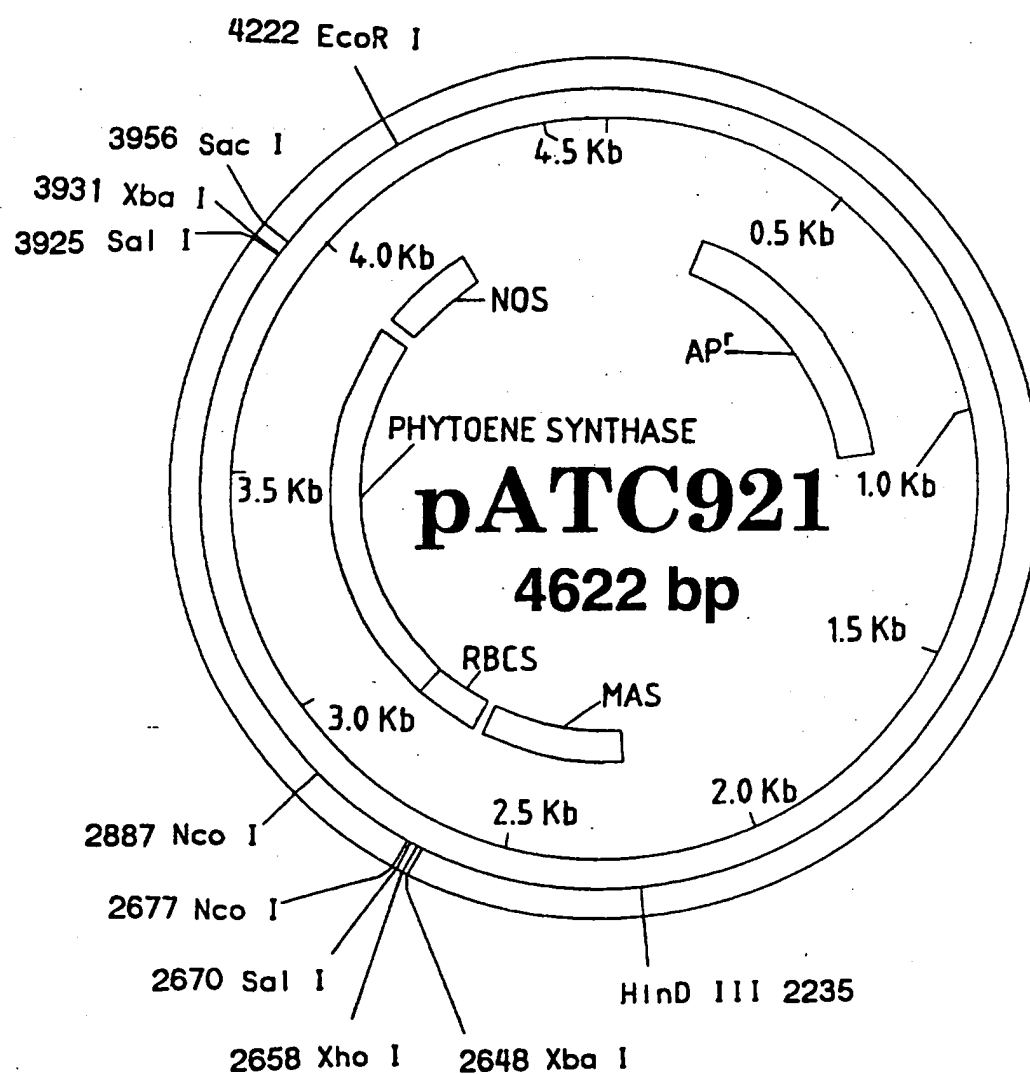 4222 EcoR I
3956 Sac I
3931 Xba I
3925 Sal I
4.5 Kb
0.5 Kb
4.0 Kb
NOS
APr
PHYTOENE SYNTHASE
3.5 Kb
pATC921
1.0 Kb
4622 bp
1.5 Kb
RBCS
MAS
3.0 Kb
2.5 Kb
2.0 Kb
2887 Nco I
2677 Nco I
2670 Sal I
HinD III 2235
2658 Xho I
2648 Xba I